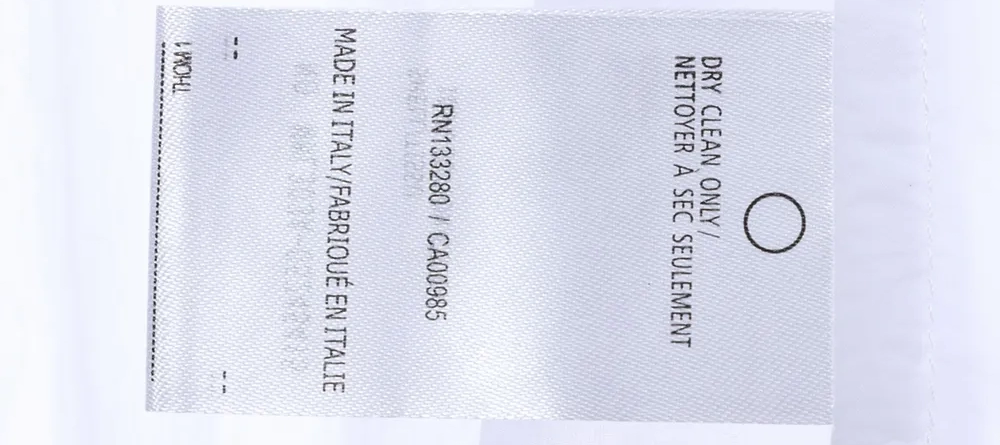 DRY CLEAN ONLY/
NETTOYER À SEC SEULEMENT
RN133280 / CA00985
MADE IN ITALY/FABRIQUÉ EN ITALIE